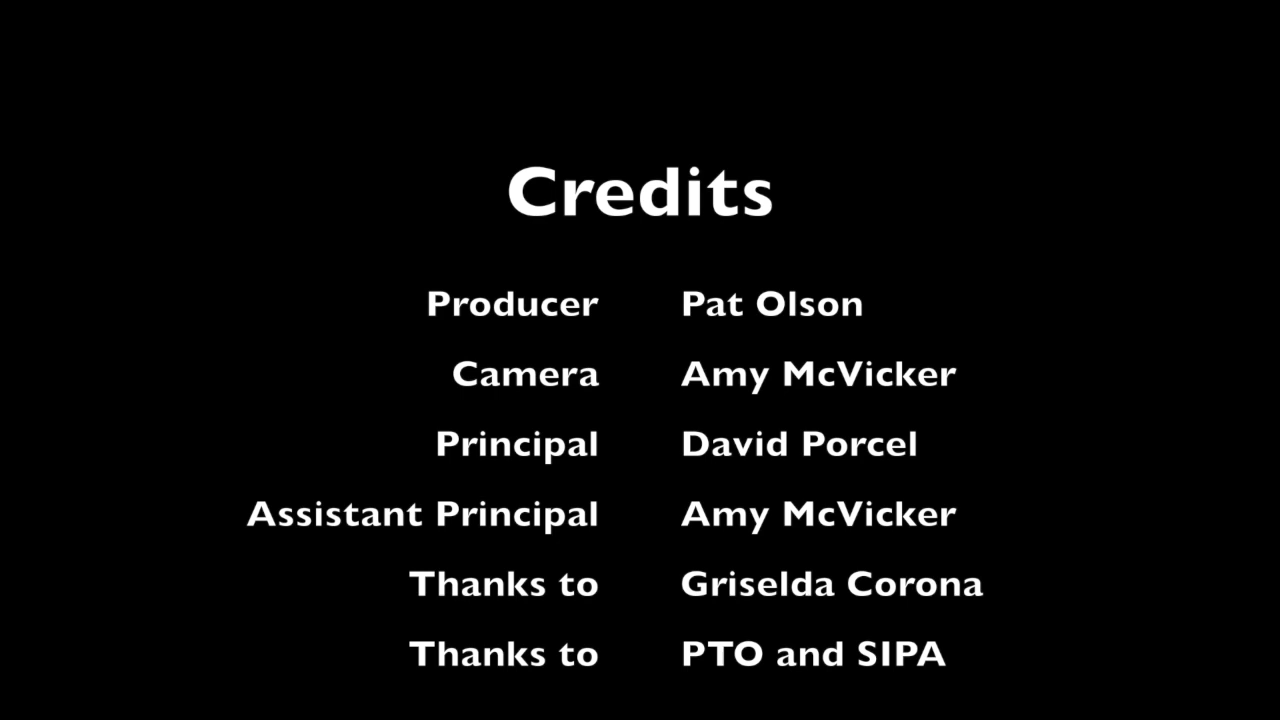 Credits
Producer Pat Olson
Camera Amy McVicker
Principal David Porcel
Assistant Principal Amy McVicker
Thanks to Griselda Corona
Thanks to PTO and SIPA